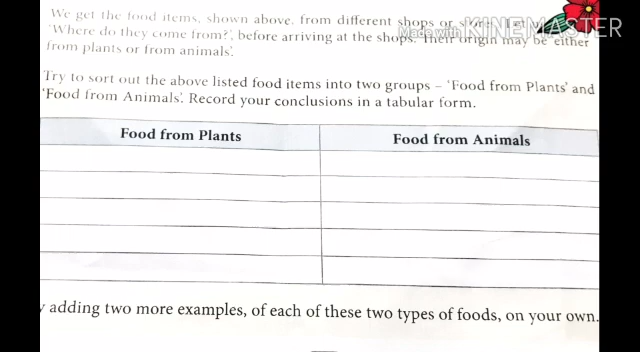 We get the food items, shown above, from different shops or
Made with KINEMASTER
'Where do they come from?', before arriving at the shops. Their origin may be either
from plants or from animals'.
Try to sort out the above listed food items into two groups – 'Food from Plants' and
'Food from Animals'. Record your conclusions in a tabular form.
Food from Plants
Food from Animals
adding two more examples, of each of these two types of foods, on your own.